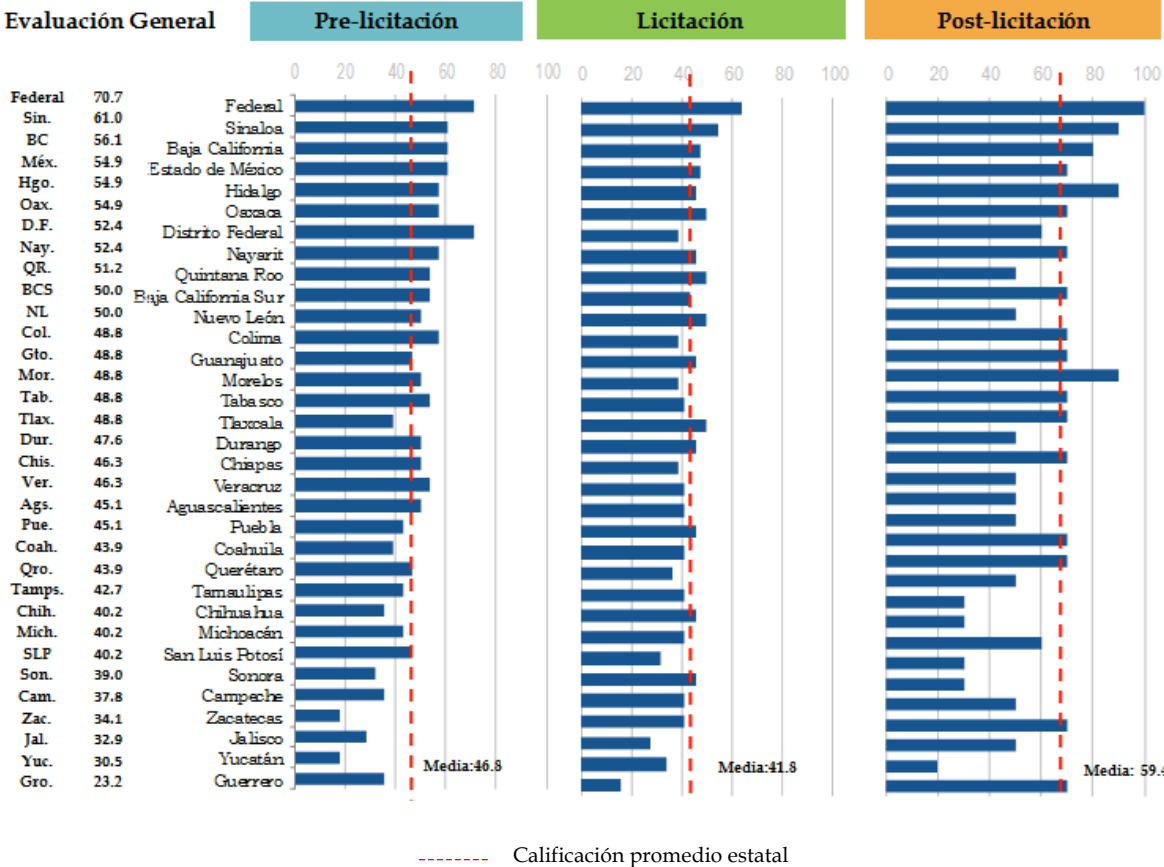 Evaluación General
Pre-licitación
Licitación
Post-licitación
0 20 40 60 80 100
0 20 40 60 80 100
0 20 40 60 80 100
Federal 70.7 Federal
Sin. 61.0 Sinaloa
BC 56.1 Baja California
Méx. 54.9 Estado de México
Hgo. 54.9 Hidalgo
Oax. 54.9 Oaxaca
D.F. 52.4 Distrito Federal
Nay. 52.4 Nayarit
QR. 51.2 Quintana Roo
BCS 50.0 Baja California Sur
NL 50.0 Nuevo León
Col. 48.8 Colima
Gto. 48.8 Guanajuato
Mor. 48.8 Morelos
Tab. 48.8 Tabasco
Tlax. 48.8 Tlaxcala
Dur. 47.6 Durango
Chis. 46.3 Chiapas
Ver. 46.3 Veracruz
Ags. 45.1 Aguascalientes
Pue. 45.1 Puebla
Coah. 43.9 Coahuila
Qro. 43.9 Querétaro
Tamps. 42.7 Tamaulipas
Chih. 40.2 Chihuahua
Mich. 40.2 Michoacán
SLP 40.2 San Luis Potosí
Son. 39.0 Sonora
Cam. 37.8 Campeche
Zac. 34.1 Zacatecas
Jal. 32.9 Jalisco
Yuc. 30.5 Yucatán
Gro. 23.2 Guerrero
Media:46.8
Media:41.8
Media: 59.4
Calificación promedio estatal